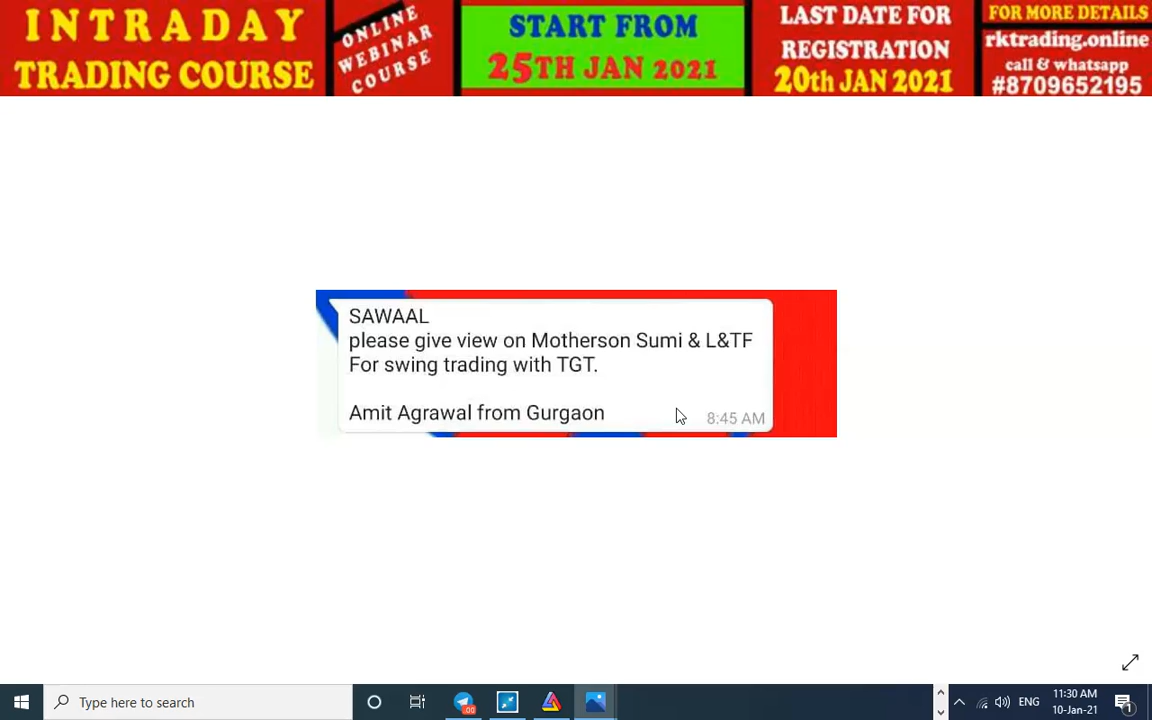 INTRADAY
TRADING COURSE
ONLINE
WEBINAR
COURSE
START FROM
25TH JAN 2021
LAST DATE FOR
REGISTRATION
20th JAN 2021
FOR MORE DETAILS
rktrading.online
call & whatsapp
#8709652195
SAWAAL
please give view on Motherson Sumi & L&TF
For swing trading with TGT.
Amit Agrawal from Gurgaon
8:45 AM
Type here to search
.00
ENG
11:30 AM
10-Jan-21
1